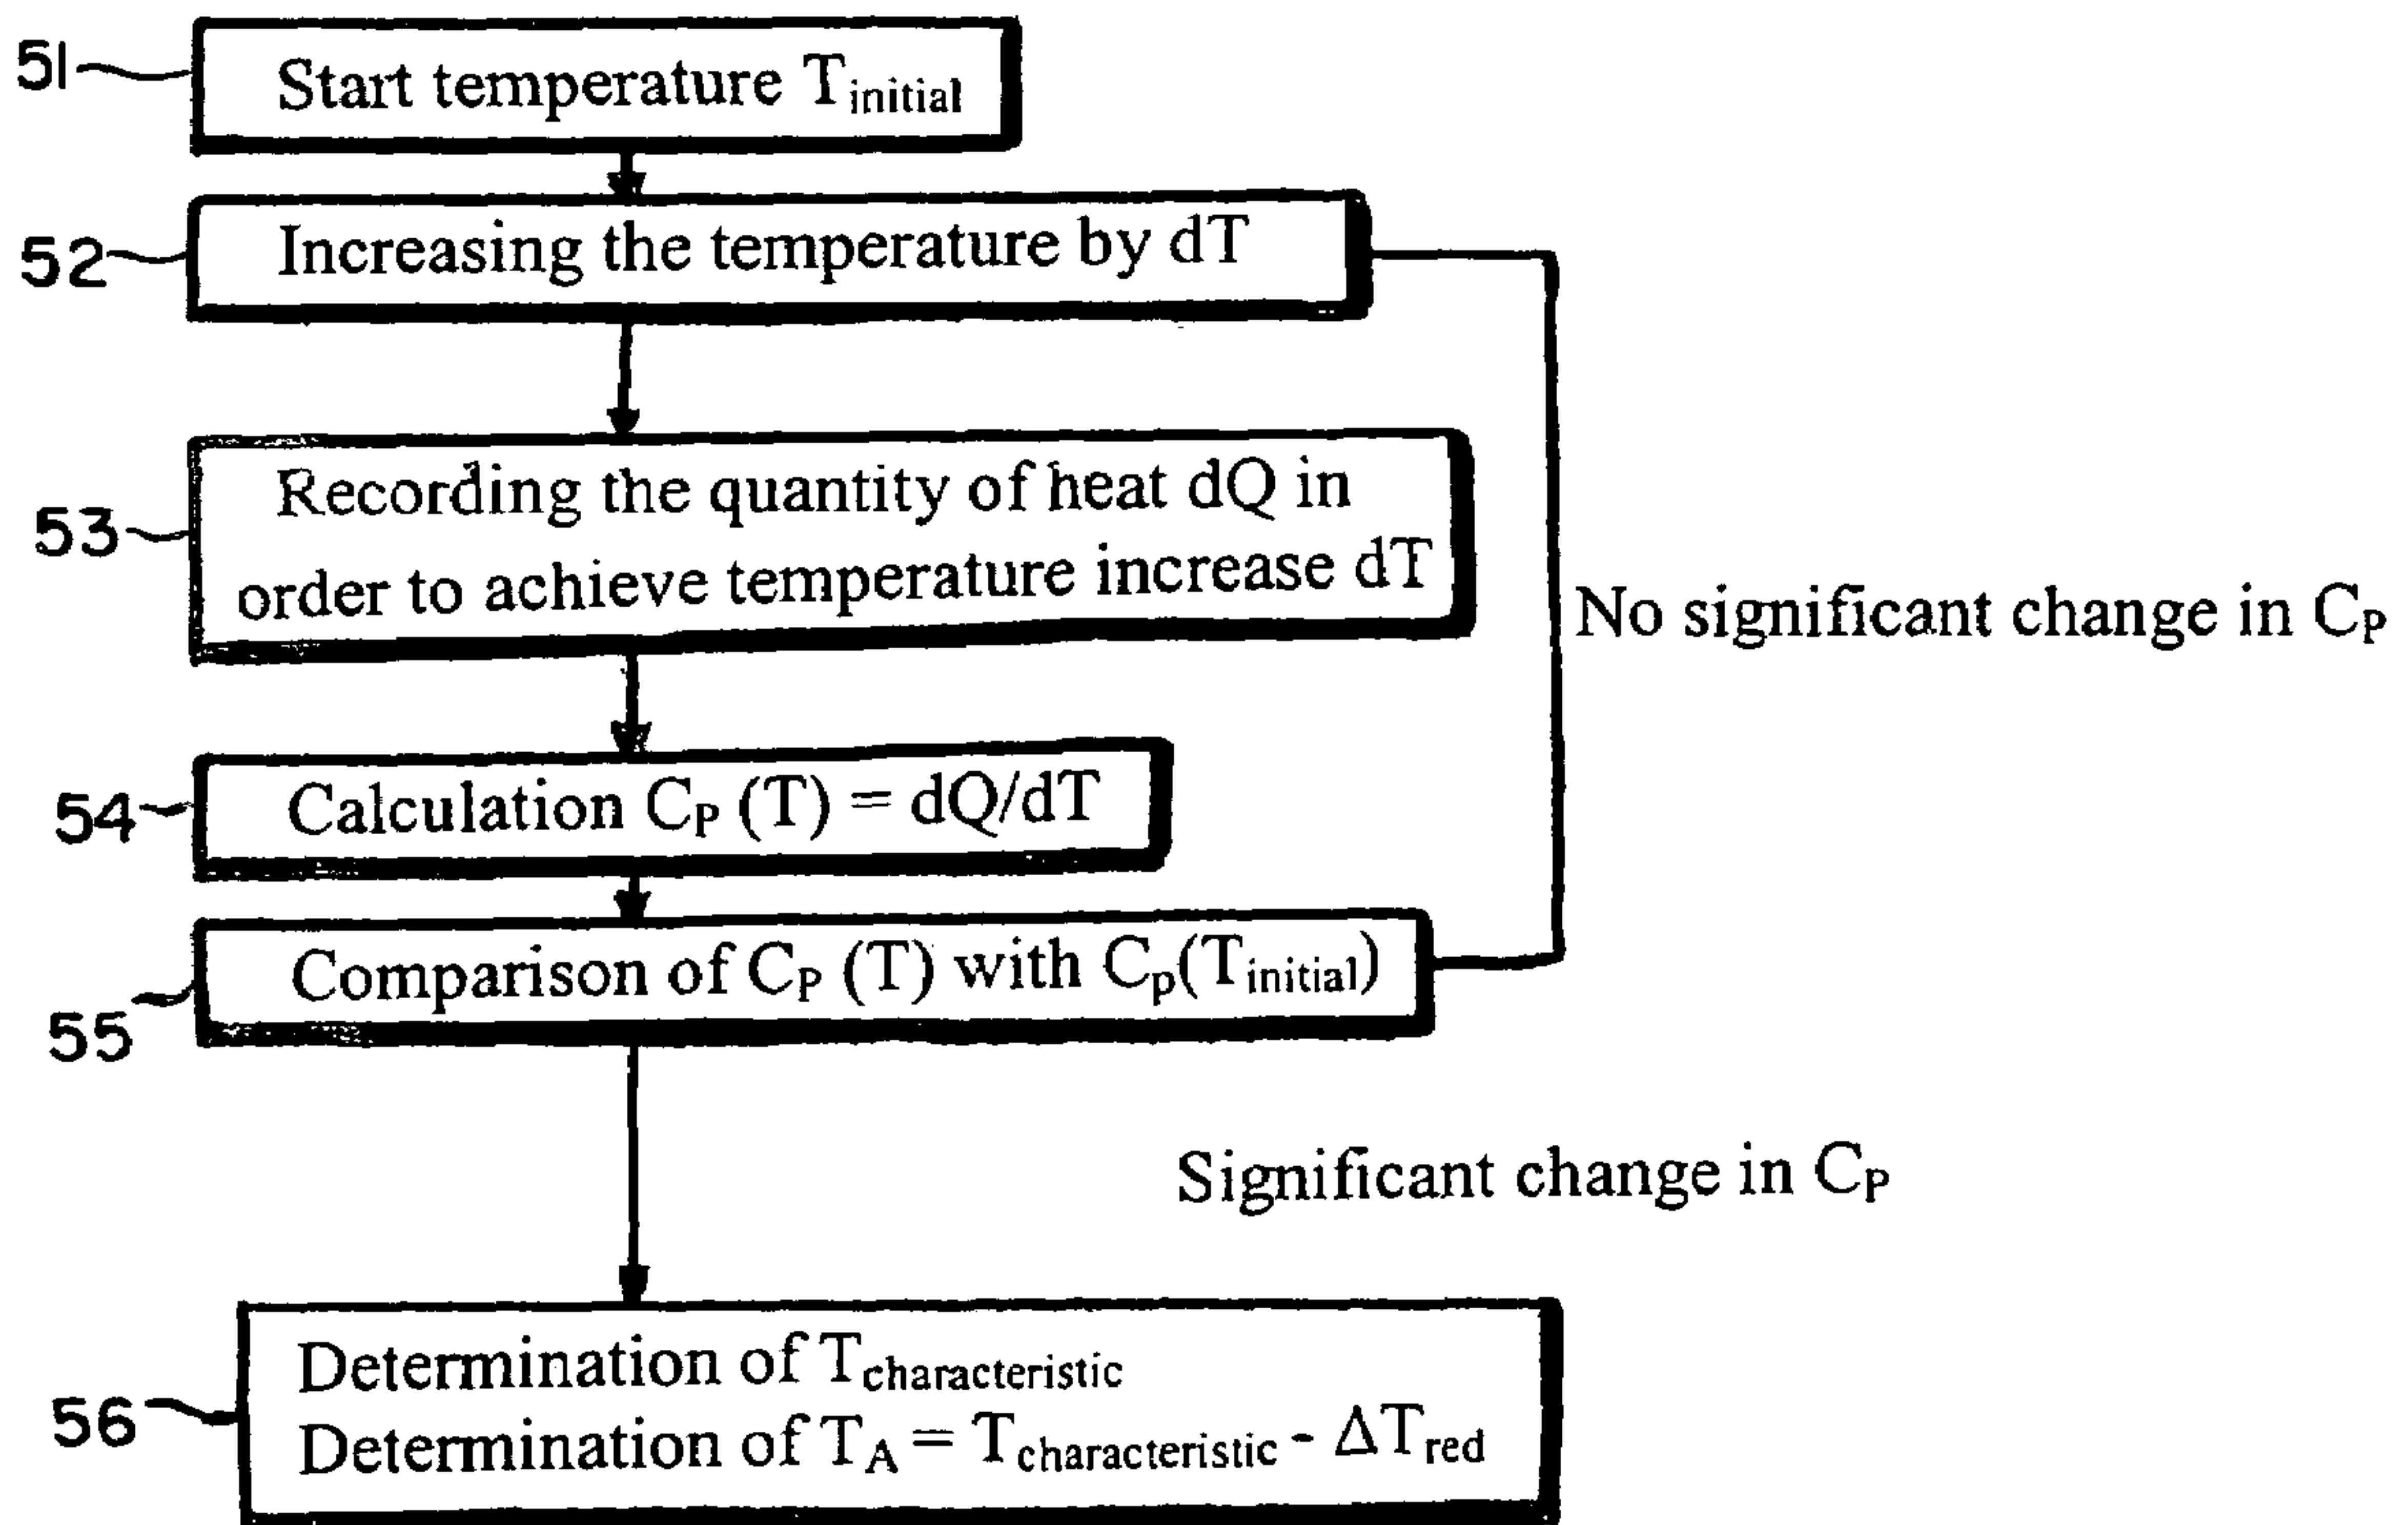 51
Start temperature T_initial
52
Increasing the temperature by dT
53
Recording the quantity of heat dQ in
order to achieve temperature increase dT
No significant change in C_P
54
Calculation C_P (T) = dQ/dT
55
Comparison of C_P (T) with C_p(T_initial)
Significant change in C_P
56
Determination of T_characteristic
Determination of T_A = T_characteristic - ΔT_red